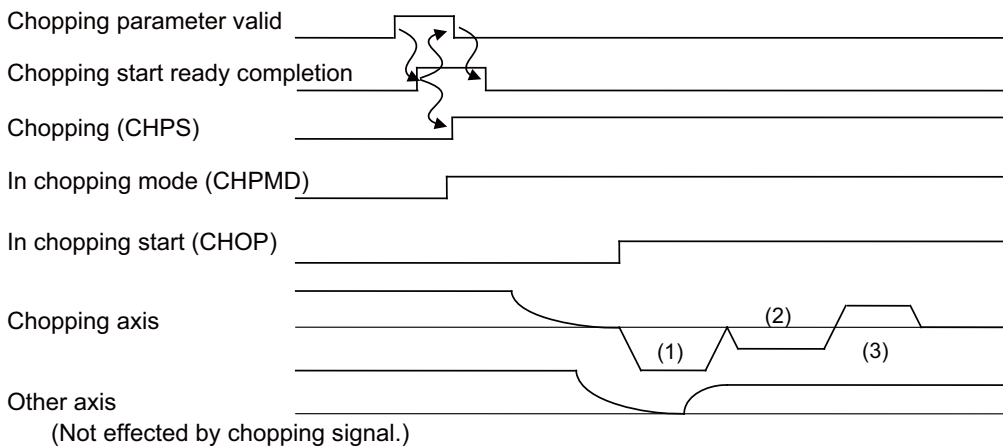 Chopping parameter valid
Chopping start ready completion
Chopping (CHPS)
In chopping mode (CHPMD)
In chopping start (CHOP)
Chopping axis
(1)
(2)
(3)
Other axis
(Not effected by chopping signal.)